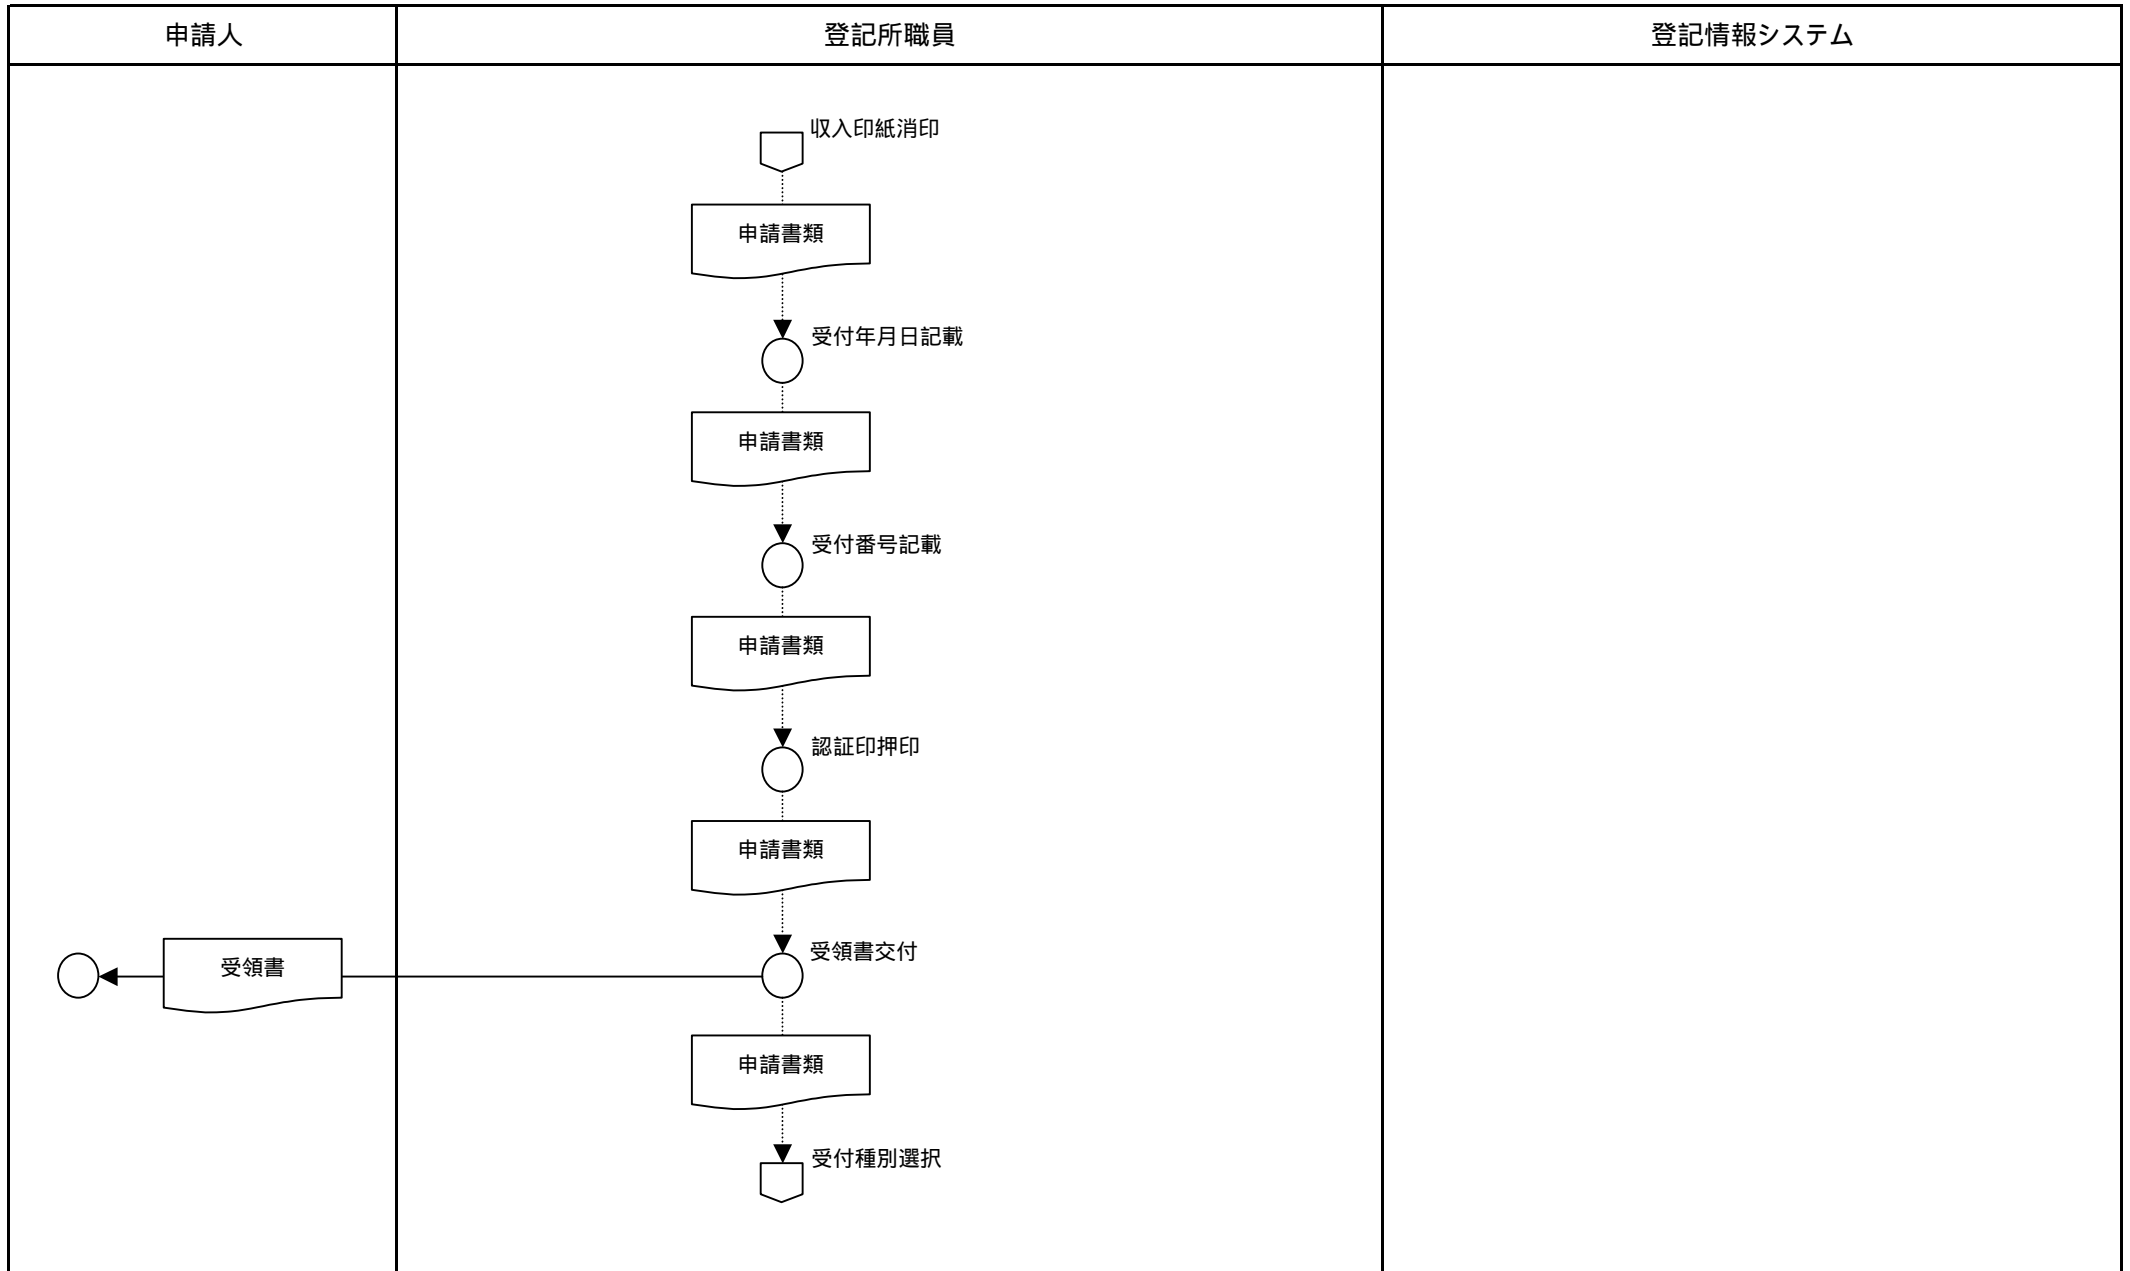 申請人
登記所職員
登記情報システム
収入印紙消印
申請書類
受付年月日記載
申請書類
受付番号記載
申請書類
認証印押印
申請書類
受領書交付
受領書
申請書類
受付種別選択